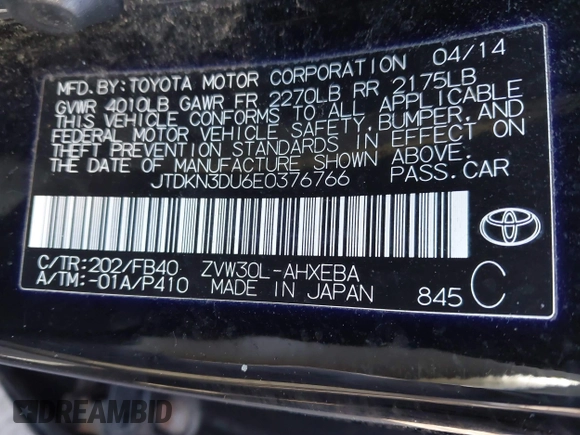 MFD.BY:TOYOTA MOTOR CORPORATION 04/14
GVWR 4010LB GAWR FR 2270LB RR 2175LB
THIS VEHICLE CONFORMS TO ALL APPLICABLE
FEDERAL MOTOR VEHICLE SAFETY,BUMPER,AND
THEFT PREVENTION STANDARDS IN EFFECT ON
THE DATE OF MANUFACTURE SHOWN ABOVE.
JTDKN3DU6E0376766 PASS.CAR
C/TR:202/FB40 ZVW30L-AHXEBA
A/TM:-01A/P410 MADE IN JAPAN 845 C
DREAMBID